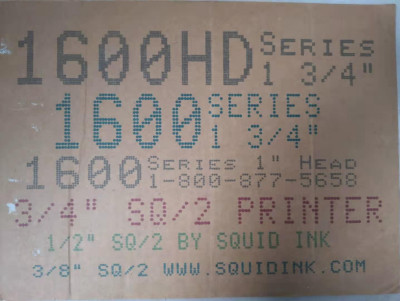 1600HD SERIES 1 3/4"
1600 SERIES 1 3/4"
1600 SERIES 1" HEAD
1-800-877-5658
3/4" SQ/2 PRINTER
1/2" SQ/2 BY SQUID INK
3/8" SQ/2 WWW.SQUIDINK.COM